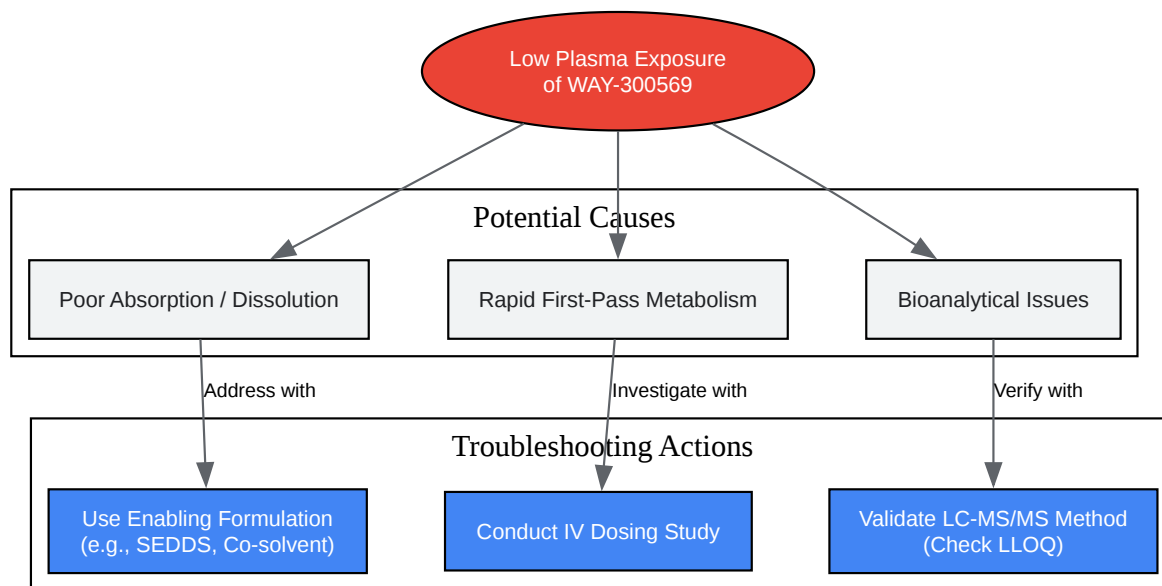 Low Plasma Exposure
of WAY-300569
Potential Causes
Poor Absorption / Dissolution
Rapid First-Pass Metabolism
Bioanalytical Issues
Address with
Investigate with
Verify with
Troubleshooting Actions
Use Enabling Formulation
(e.g., SEDDS, Co-solvent)
Conduct IV Dosing Study
Validate LC-MS/MS Method
(Check LLOQ)